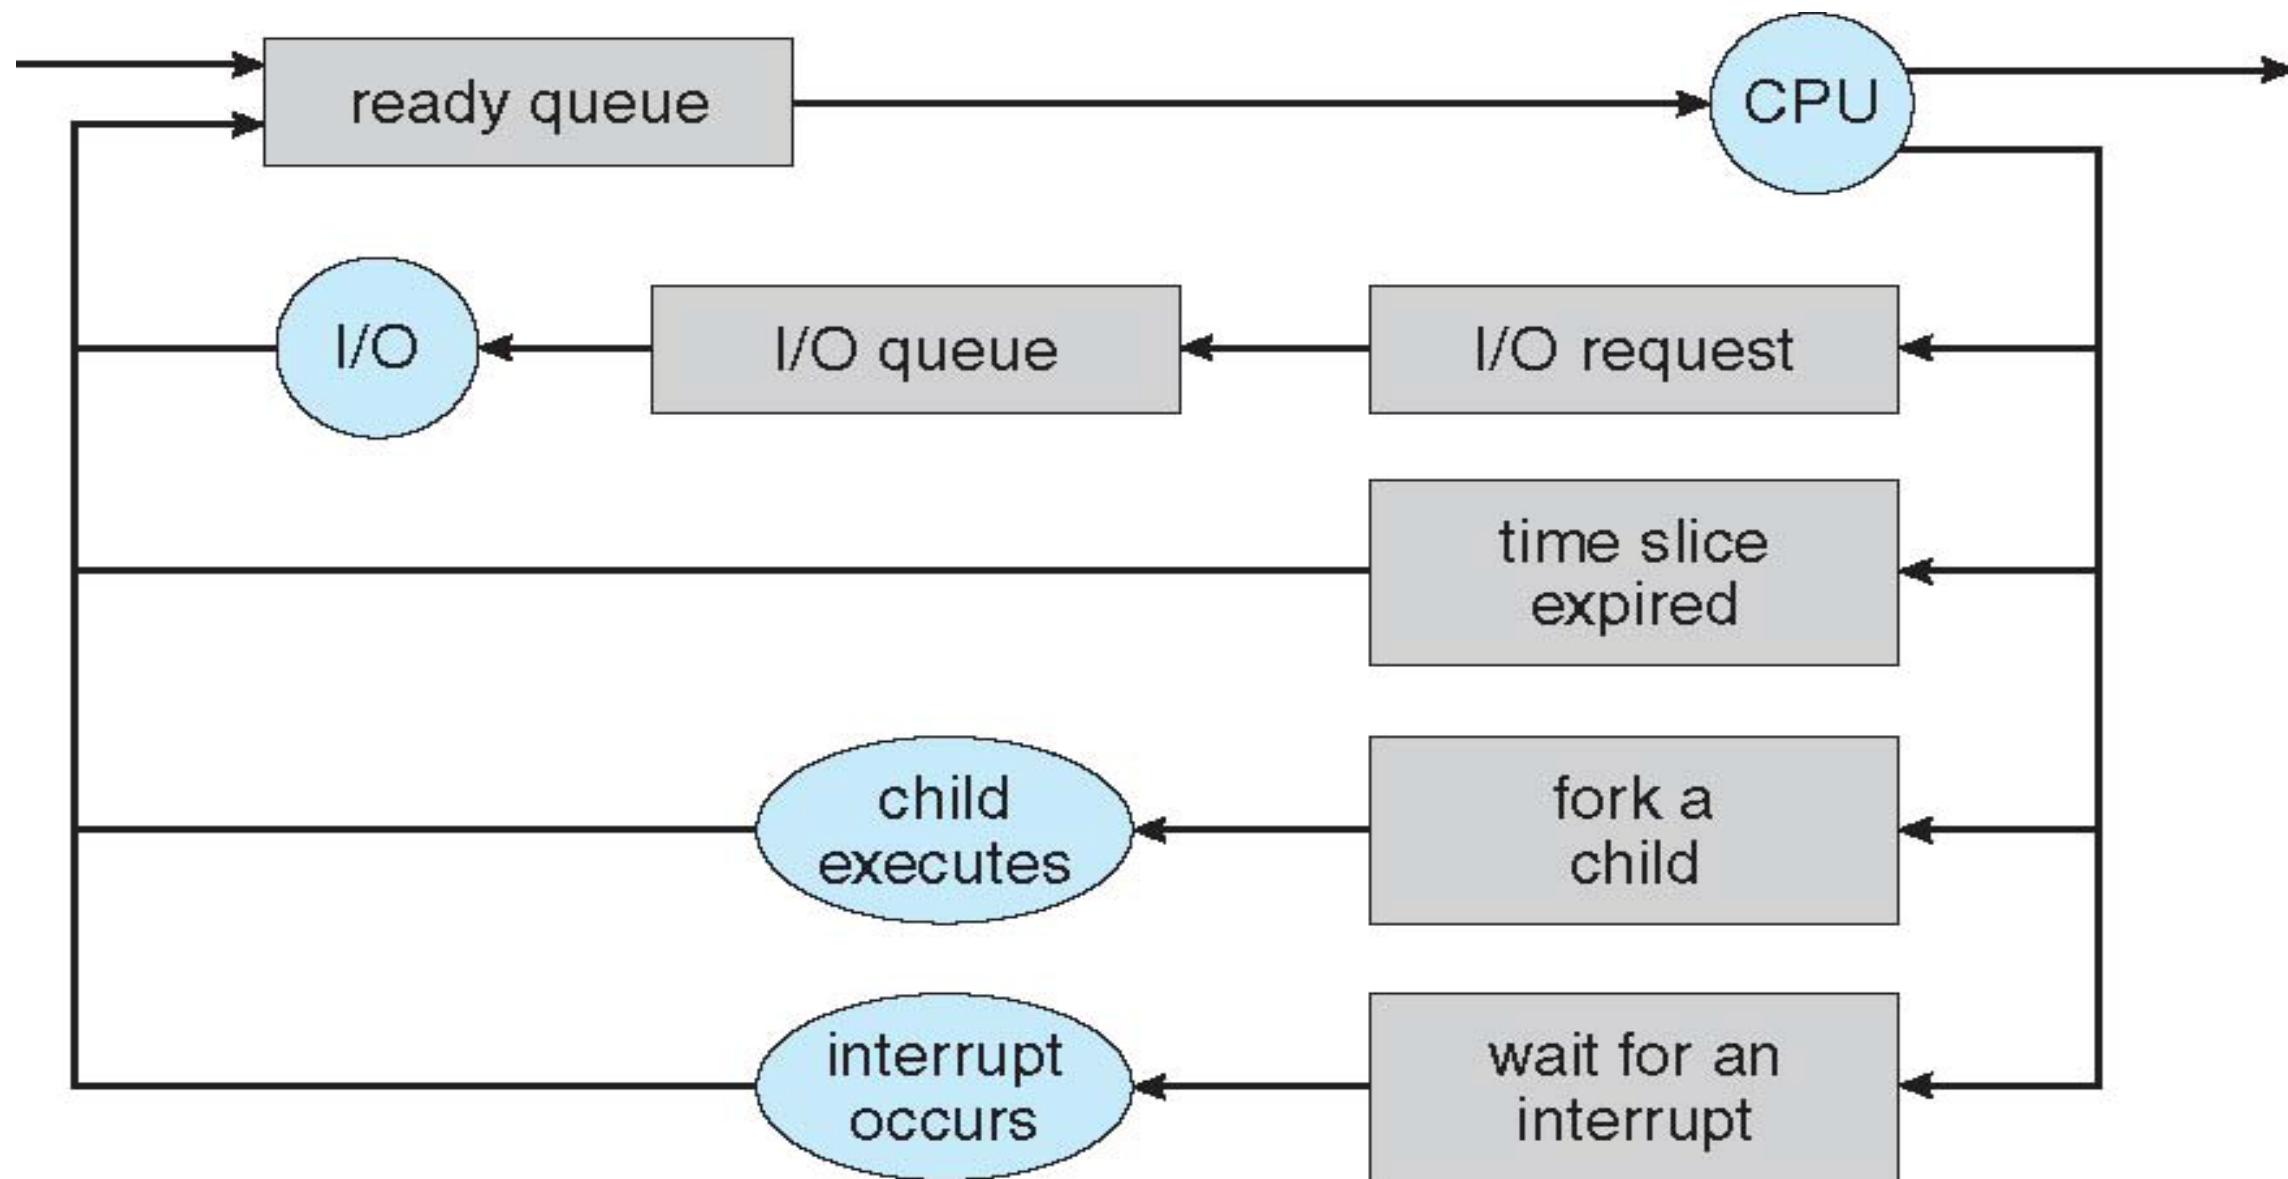 ready queue
CPU
I/O
I/O queue
I/O request
time slice
expired
child
executes
fork a
child
interrupt
occurs
wait for an
interrupt